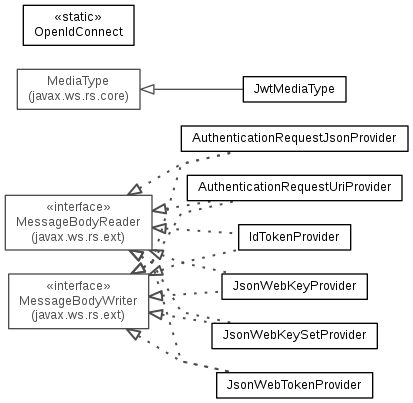 «static»
OpenIdConnect
MediaType
(javax.ws.rs.core)
JwtMediaType
AuthenticationRequestJsonProvider
AuthenticationRequestUriProvider
«interface»
MessageBodyReader
(javax.ws.rs.ext)
IdTokenProvider
JsonWebKeyProvider
«interface»
MessageBodyWriter
(javax.ws.rs.ext)
JsonWebKeySetProvider
JsonWebTokenProvider